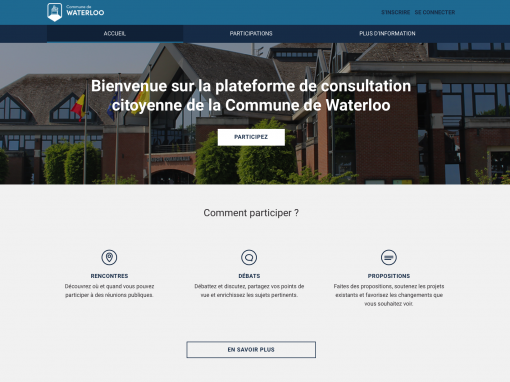 Commune de
WATERLOO
S'INSCRIRE SE CONNECTER
ACCUEIL PARTICIPATIONS PLUS D'INFORMATION
Bienvenue sur la plateforme de consultation
citoyenne de la Commune de Waterloo
PARTICIPEZ
Comment participer ?
RENCONTRES
Découvrez où et quand vous pouvez
participer à des réunions publiques.
DÉBATS
Débattez et discutez, partagez vos points de
vue et enrichissez les sujets pertinents.
PROPOSITIONS
Faites des propositions, soutenez les projets
existants et favorisez les changements que
vous souhaitez voir.
EN SAVOIR PLUS